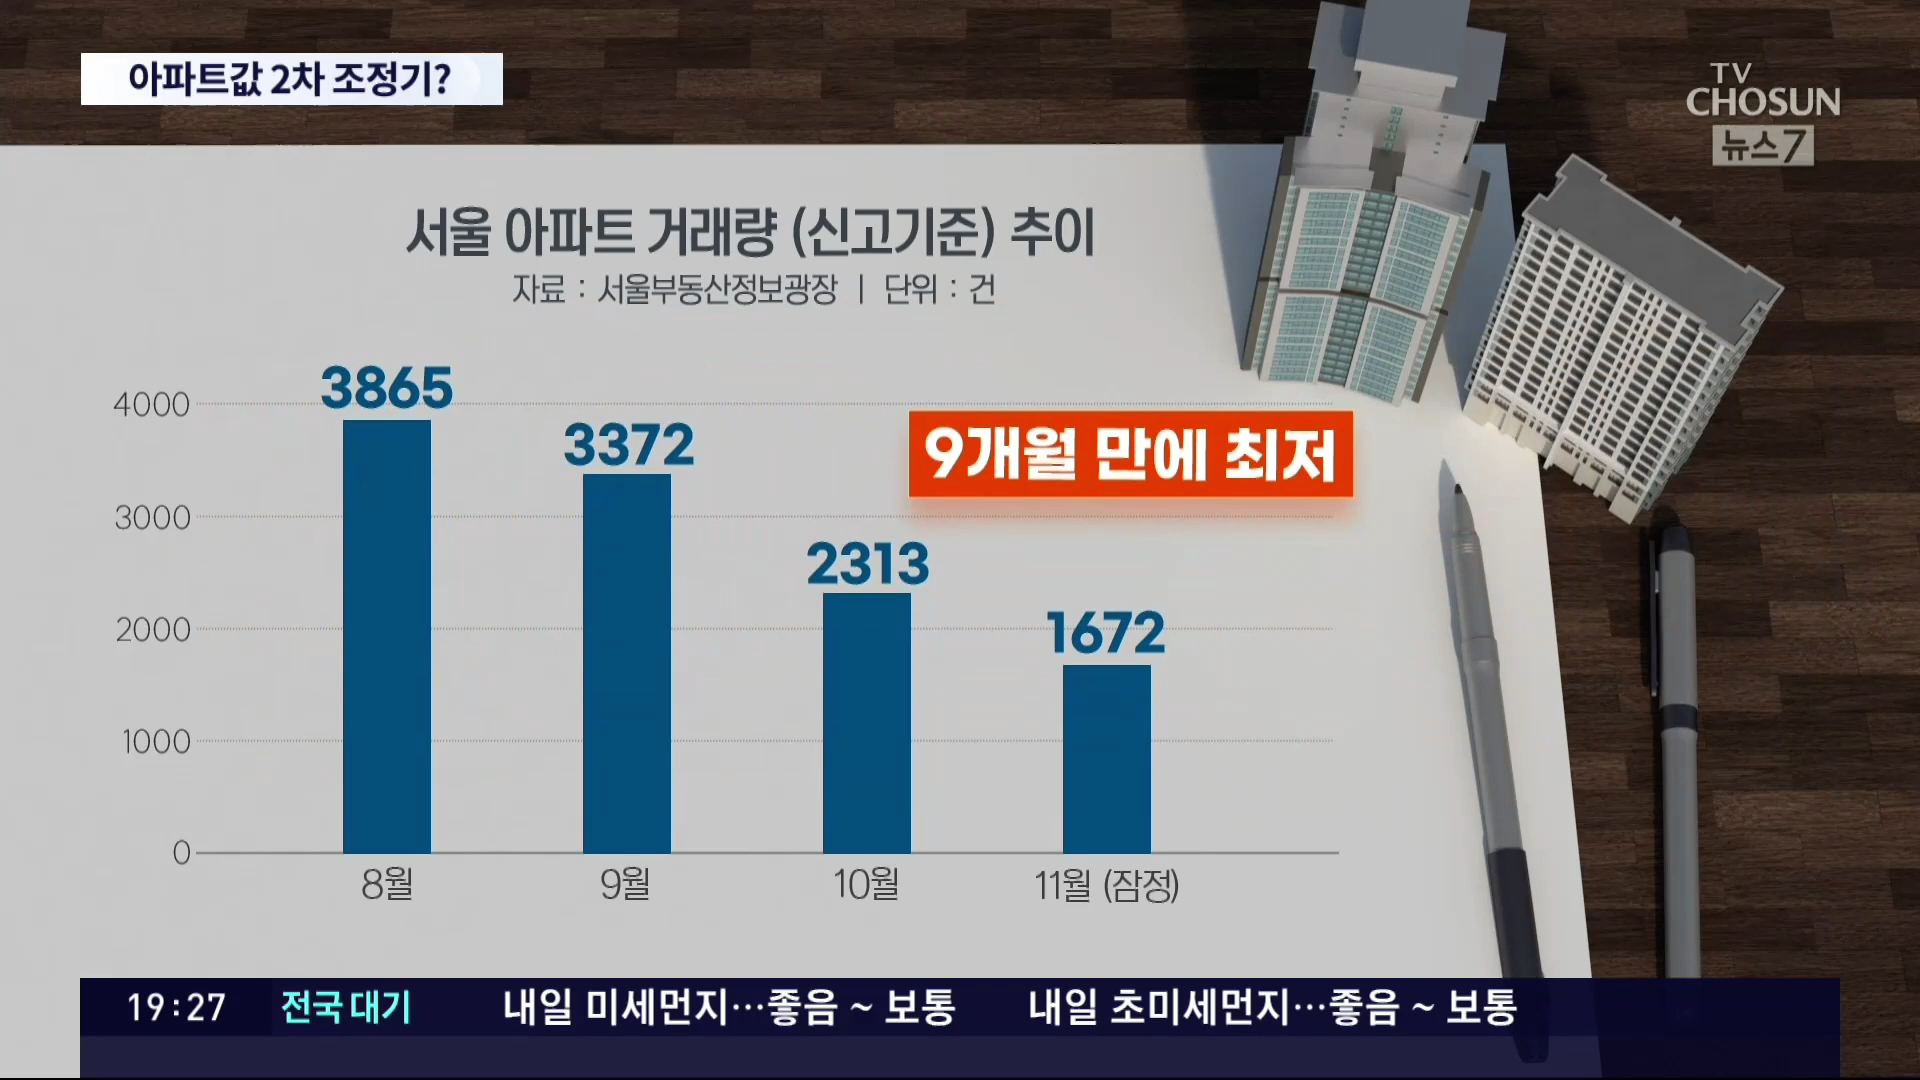 아파트값 2차 조정기?
TV
CHOSUN
뉴스7
서울 아파트 거래량 (신고기준) 추이
자료 : 서울부동산정보광장 | 단위 : 건
9개월 만에 최저
4000
3000
2000
1000
0
3865
3372
2313
1672
8월
9월
10월
11월 (잠정)
19:27 전국 대기 내일 미세먼지…좋음 ~ 보통 내일 초미세먼지…좋음 ~ 보통